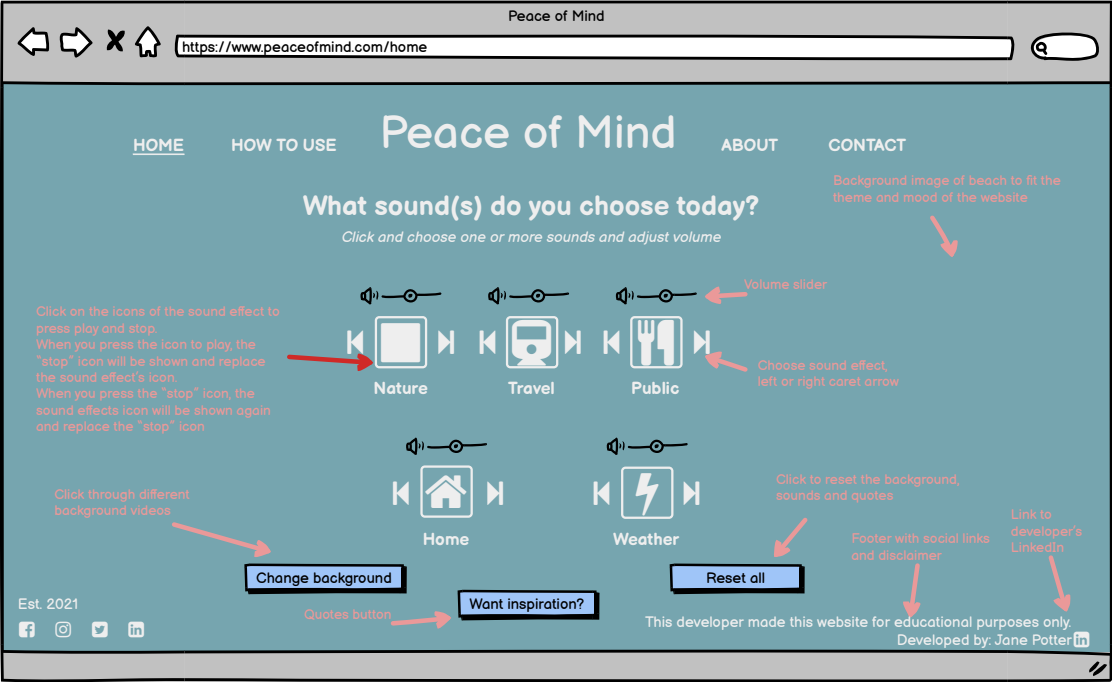 Peace of Mind
https://www.peaceofmind.com/home
HOME
HOW TO USE
Peace of Mind
ABOUT
CONTACT
Background image of beach to fit the
theme and mood of the website
What sound(s) do you choose today?
Click and choose one or more sounds and adjust volume
Volume slider
Click on the icons of the sound effect to
press play and stop.
When you press the icon to play, the
"stop" icon will be shown and replace
the sound effect's icon.
When you press the "stop" icon, the
sound effects icon will be shown again
and replace the "stop" icon
Choose sound effect,
left or right caret arrow
Nature
Travel
Public
Click through different
background videos
Click to reset the background,
sounds and quotes
Home
Weather
Footer with social links
and disclaimer
Link to
developer's
LinkedIn
Change background
Want inspiration?
Reset all
Quotes button
Est. 2021
This developer made this website for educational purposes only.
Developed by: Jane Potter